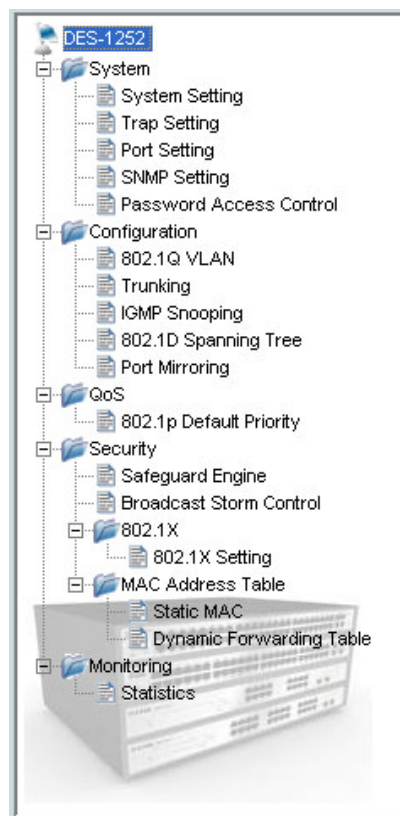 DES-1252
System
System Setting
Trap Setting
Port Setting
SNMP Setting
Password Access Control
Configuration
802.1Q VLAN
Trunking
IGMP Snooping
802.1D Spanning Tree
Port Mirroring
QoS
802.1p Default Priority
Security
Safeguard Engine
Broadcast Storm Control
802.1X
802.1X Setting
MAC Address Table
Static MAC
Dynamic Forwarding Table
Monitoring
Statistics